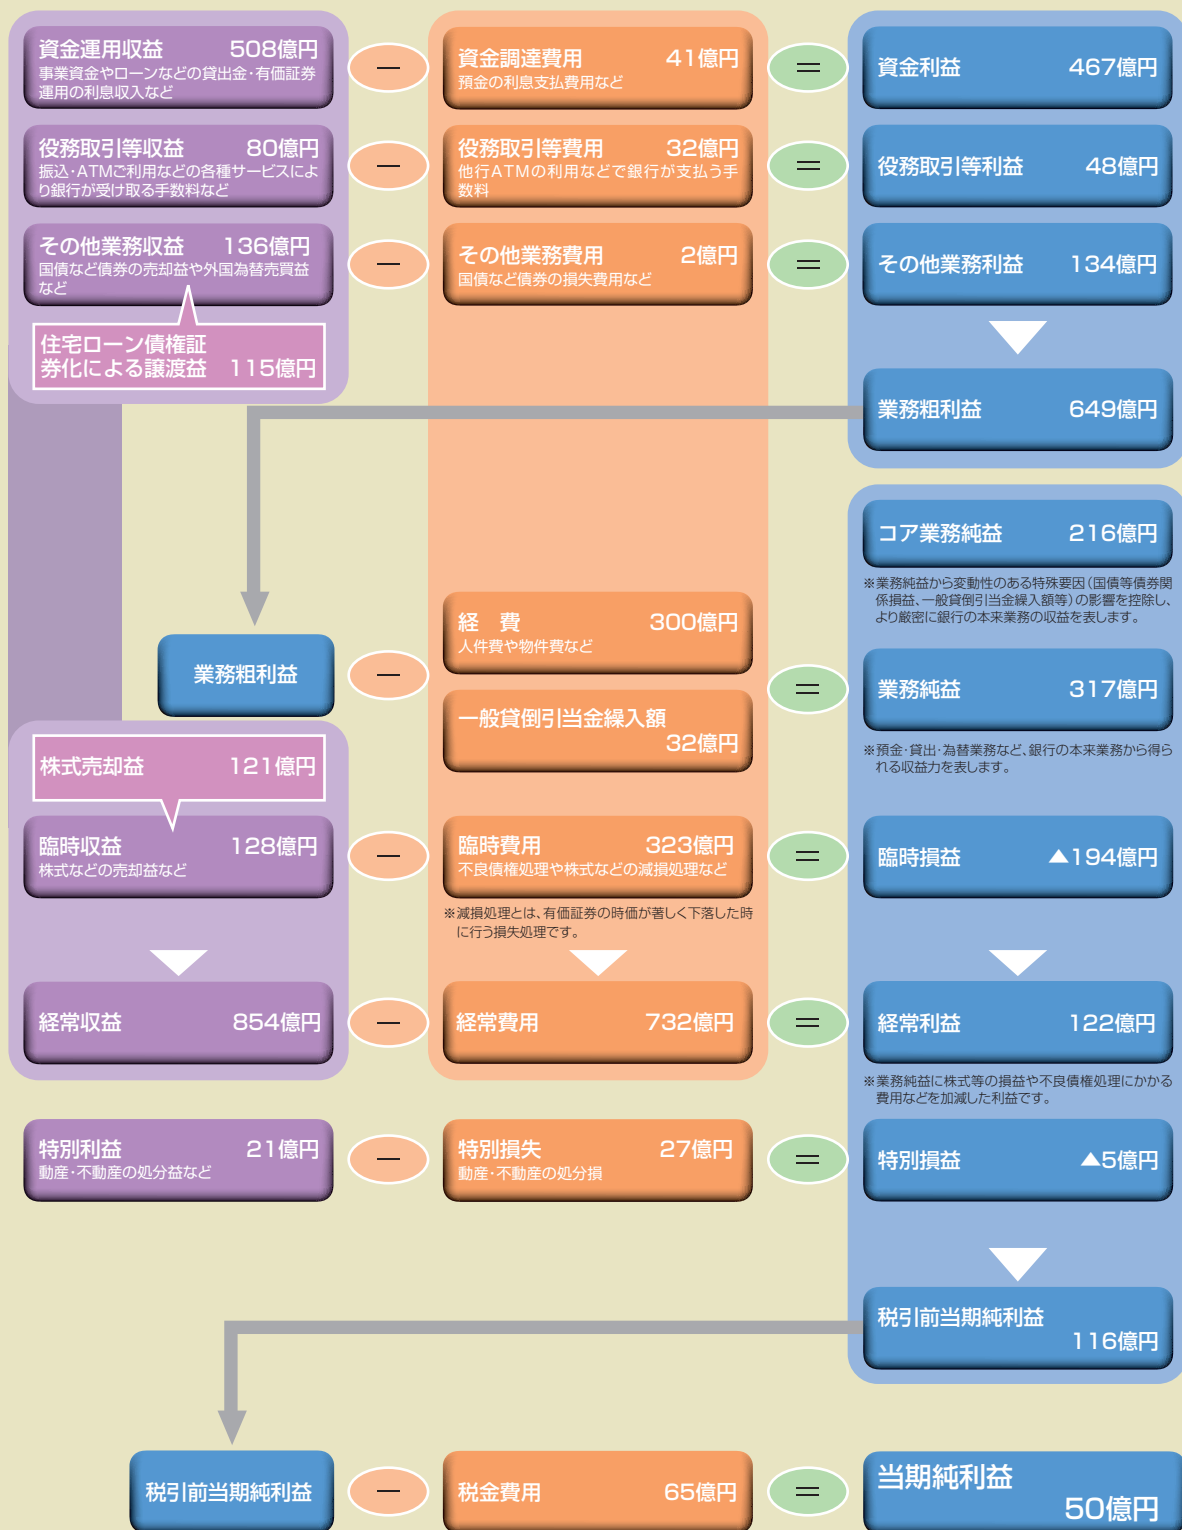 資金運用収益 508億円
事業資金やローンなどの貸出金・有価証券
運用の利息収入など
－
資金調達費用 41億円
預金の利息支払費用など
＝
資金利益 467億円
役務取引等収益 80億円
振込・ATMご利用などの各種サービスによ
り銀行が受け取る手数料など
－
役務取引等費用 32億円
他行ATMの利用などで銀行が支払う手
数料
＝
役務取引等利益 48億円
その他業務収益 136億円
国債など債券の売却益や外国為替売買益
など
－
その他業務費用 2億円
国債など債券の損失費用など
＝
その他業務利益 134億円
住宅ローン債権証
券化による譲渡益 115億円
業務粗利益 649億円
コア業務純益 216億円
※業務純益から変動性のある特殊要因（国債等債券関
係損益、一般貸倒引当金繰入額等）の影響を控除し、
より厳密に銀行の本来業務の収益を表します。
業務粗利益
－
経 費 300億円
人件費や物件費など
一般貸倒引当金繰入額
32億円
＝
業務純益 317億円
※預金・貸出・為替業務など、銀行の本来業務から得ら
れる収益力を表します。
株式売却益 121億円
臨時収益 128億円
株式などの売却益など
－
臨時費用 323億円
不良債権処理や株式などの減損処理など
※減損処理とは、有価証券の時価が著しく下落した時
に行う損失処理です。
＝
臨時損益 ▲194億円
経常収益 854億円
－
経常費用 732億円
＝
経常利益 122億円
※業務純益に株式等の損益や不良債権処理にかかる
費用などを加減した利益です。
特別利益 21億円
動産・不動産の処分益など
－
特別損失 27億円
動産・不動産の処分損
＝
特別損益 ▲5億円
税引前当期純利益
116億円
税引前当期純利益
－
税金費用 65億円
＝
当期純利益
50億円